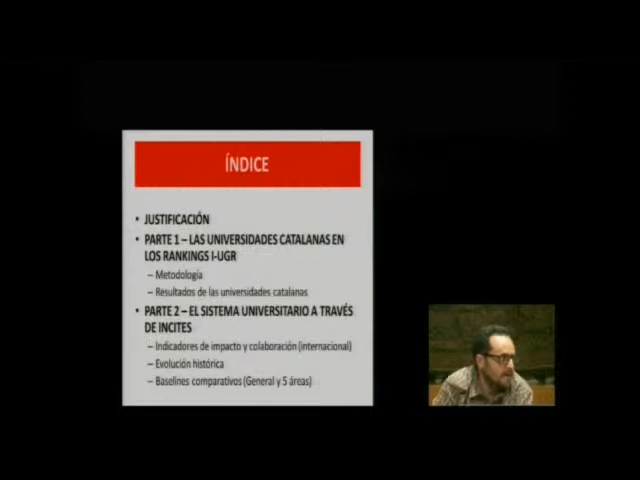 ÍNDICE
• JUSTIFICACIÓN
• PARTE 1 – LAS UNIVERSIDADES CATALANAS EN
LOS RANKINGS I-UGR
– Metodología
– Resultados de las universidades catalanas
• PARTE 2 – EL SISTEMA UNIVERSITARIO A TRAVÉS
DE INCITES
– Indicadores de impacto y colaboración (internacional)
– Evolución histórica
– Baselines comparativos (General y 5 áreas)